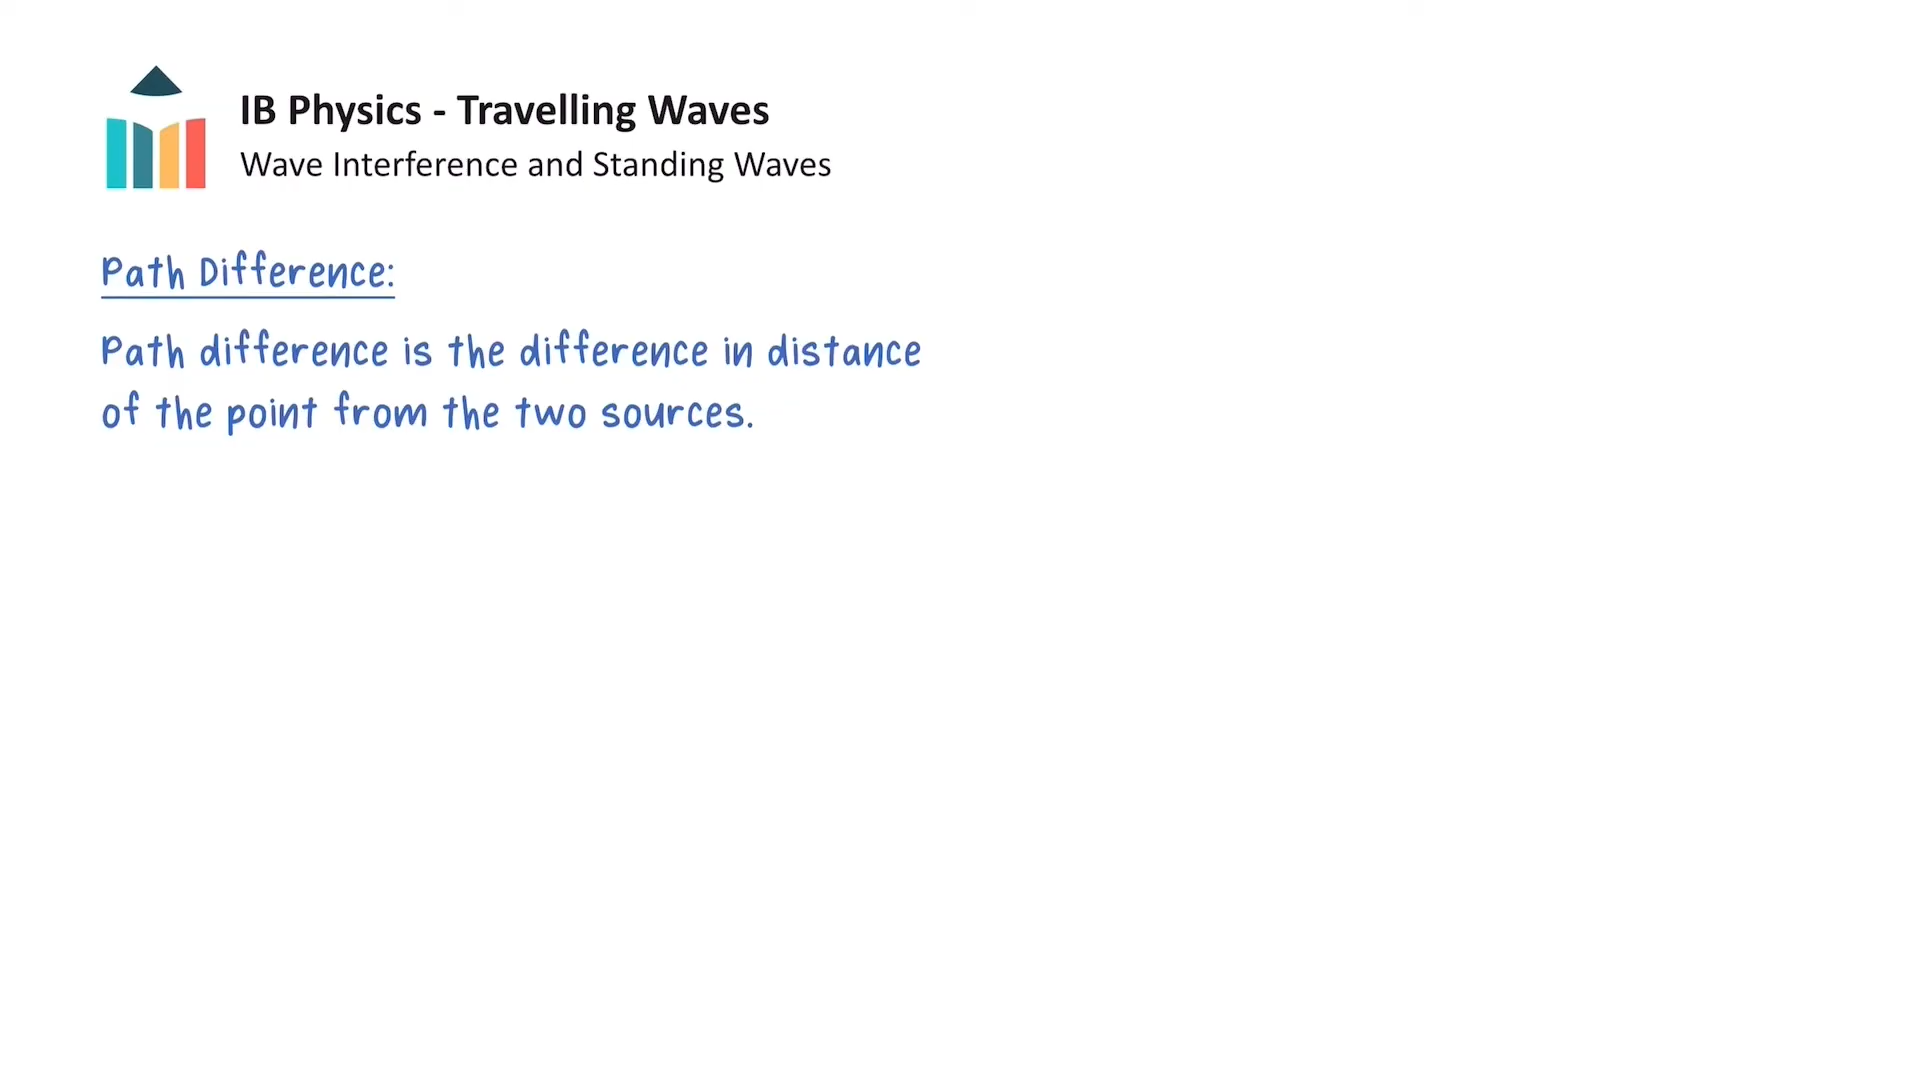 IB Physics - Travelling Waves
Wave Interference and Standing Waves
Path Difference:
Path difference is the difference in distance
of the point from the two sources.